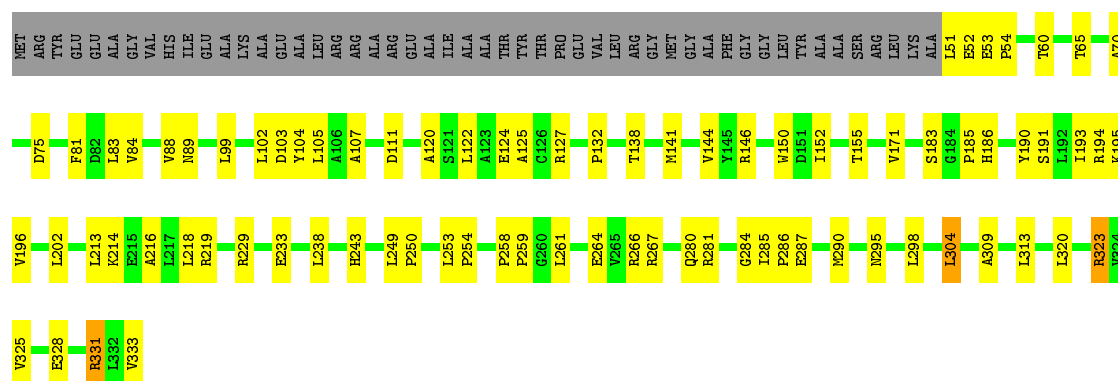 MET ARG TYR GLU GLU ALA GLY VAL HIS ILE GLU ALA LYS ALA GLU ALA LEU ARG ARG ALA ARG GLU ALA ILE ALA ALA THR TYR THR PRO GLU VAL LEU ARG GLY MET GLY ALA PHE GLY GLY LEU TYR ALA ALA SER ARG LEU LYS ALA L51 E52 E53 P54 T60 T65 A70
D75 F81 D82 L83 V84 V88 N89 L99 L102 D103 Y104 L105 A106 A107 D111 A120 S121 L122 A123 E124 A125 C126 R127 P132 T138 M141 V144 Y145 R146 W150 D151 I152 T155 V171 S183 G184 P185 H186 Y190 S191 L192 I193 R194 K195
V196 L202 L213 K214 E215 A216 L217 L218 R219 R229 E233 L238 H243 L249 P250 L253 P254 P258 P259 G260 L261 E264 V265 R266 R267 Q280 R281 G284 I285 P286 E287 M290 N295 L298 L304 A309 L313 L320 R323 V324
V325 E328 R331 L332 V333